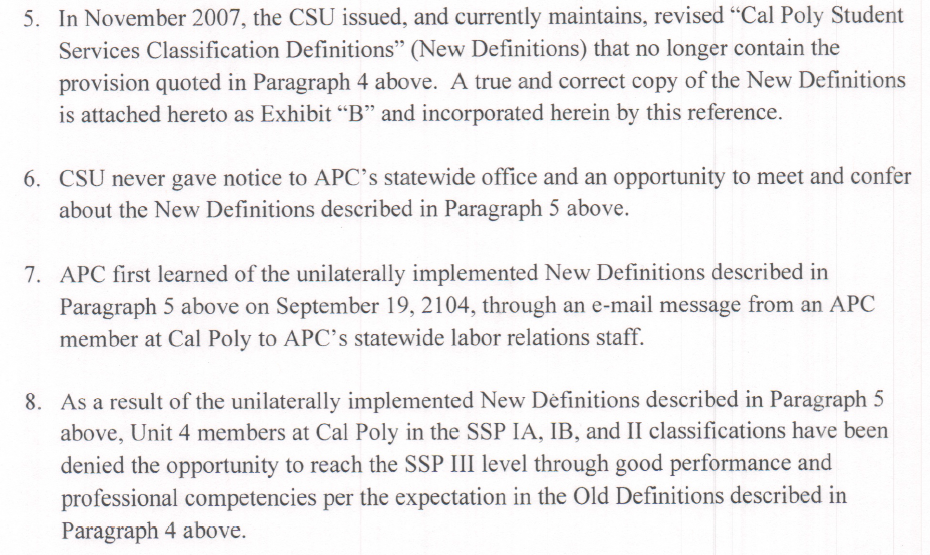 5. In November 2007, the CSU issued, and currently maintains, revised “Cal Poly Student
Services Classification Definitions” (New Definitions) that no longer contain the
provision quoted in Paragraph 4 above. A true and correct copy of the New Definitions
is attached hereto as Exhibit “B” and incorporated herein by this reference.
6. CSU never gave notice to APC’s statewide office and an opportunity to meet and confer
about the New Definitions described in Paragraph 5 above.
7. APC first learned of the unilaterally implemented New Definitions described in
Paragraph 5 above on September 19, 2104, through an e-mail message from an APC
member at Cal Poly to APC’s statewide labor relations staff.
8. As a result of the unilaterally implemented New Definitions described in Paragraph 5
above, Unit 4 members at Cal Poly in the SSP IA, IB, and II classifications have been
denied the opportunity to reach the SSP III level through good performance and
professional competencies per the expectation in the Old Definitions described in
Paragraph 4 above.